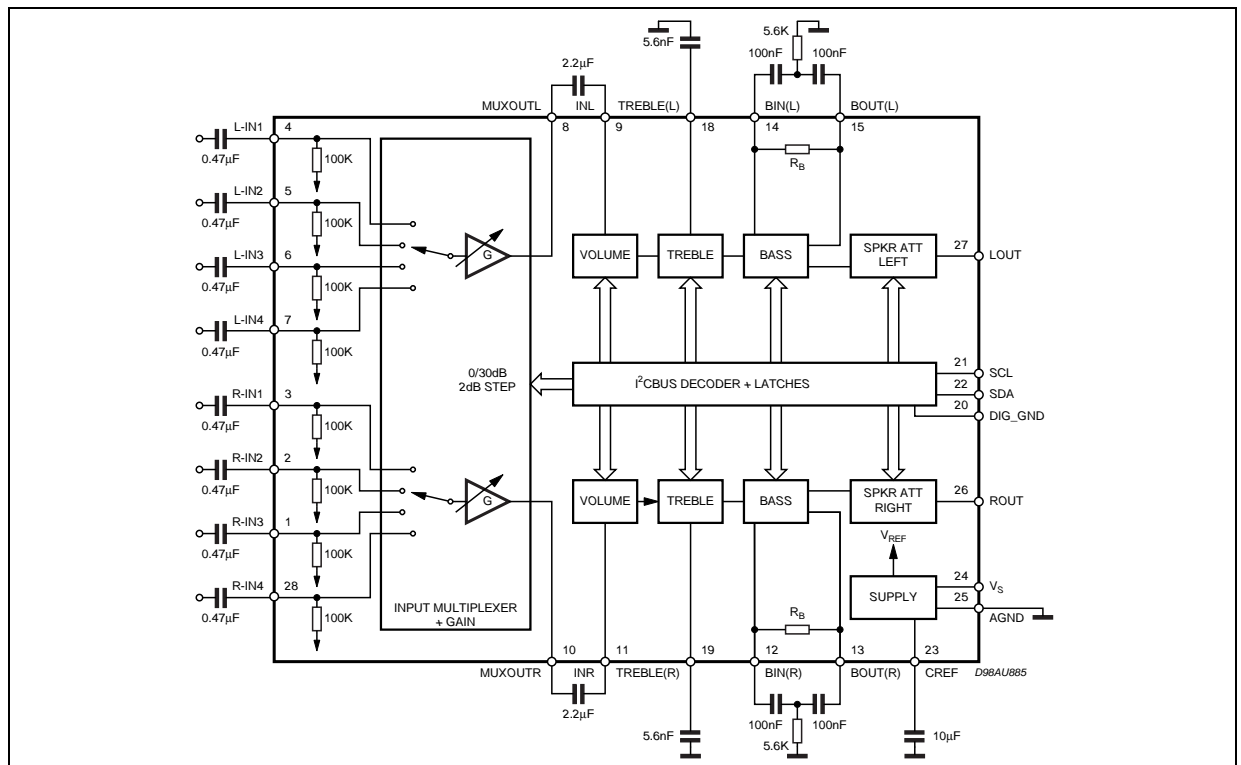 5.6nF
5.6K
100nF
100nF
2.2μF
MUXOUTL
INL
TREBLE(L)
BIN(L)
BOUT(L)
8
9
18
14
15
L-IN1
4
0.47μF
100K
L-IN2
5
0.47μF
100K
L-IN3
6
0.47μF
100K
L-IN4
7
0.47μF
100K
R-IN1
3
0.47μF
100K
R-IN2
2
0.47μF
100K
R-IN3
1
0.47μF
100K
R-IN4
28
0.47μF
100K
G
G
0/30dB
2dB STEP
INPUT MULTIPLEXER
+ GAIN
RB
VOLUME
TREBLE
BASS
SPKR ATT
LEFT
27
LOUT
I²CBUS DECODER + LATCHES
21
SCL
22
SDA
20
DIG_GND
VOLUME
TREBLE
BASS
SPKR ATT
RIGHT
26
ROUT
VREF
SUPPLY
24
VS
25
AGND
RB
10
11
19
12
13
23
MUXOUTR
INR
TREBLE(R)
BIN(R)
BOUT(R)
CREF
D98AU885
2.2μF
5.6nF
100nF
100nF
5.6K
10μF